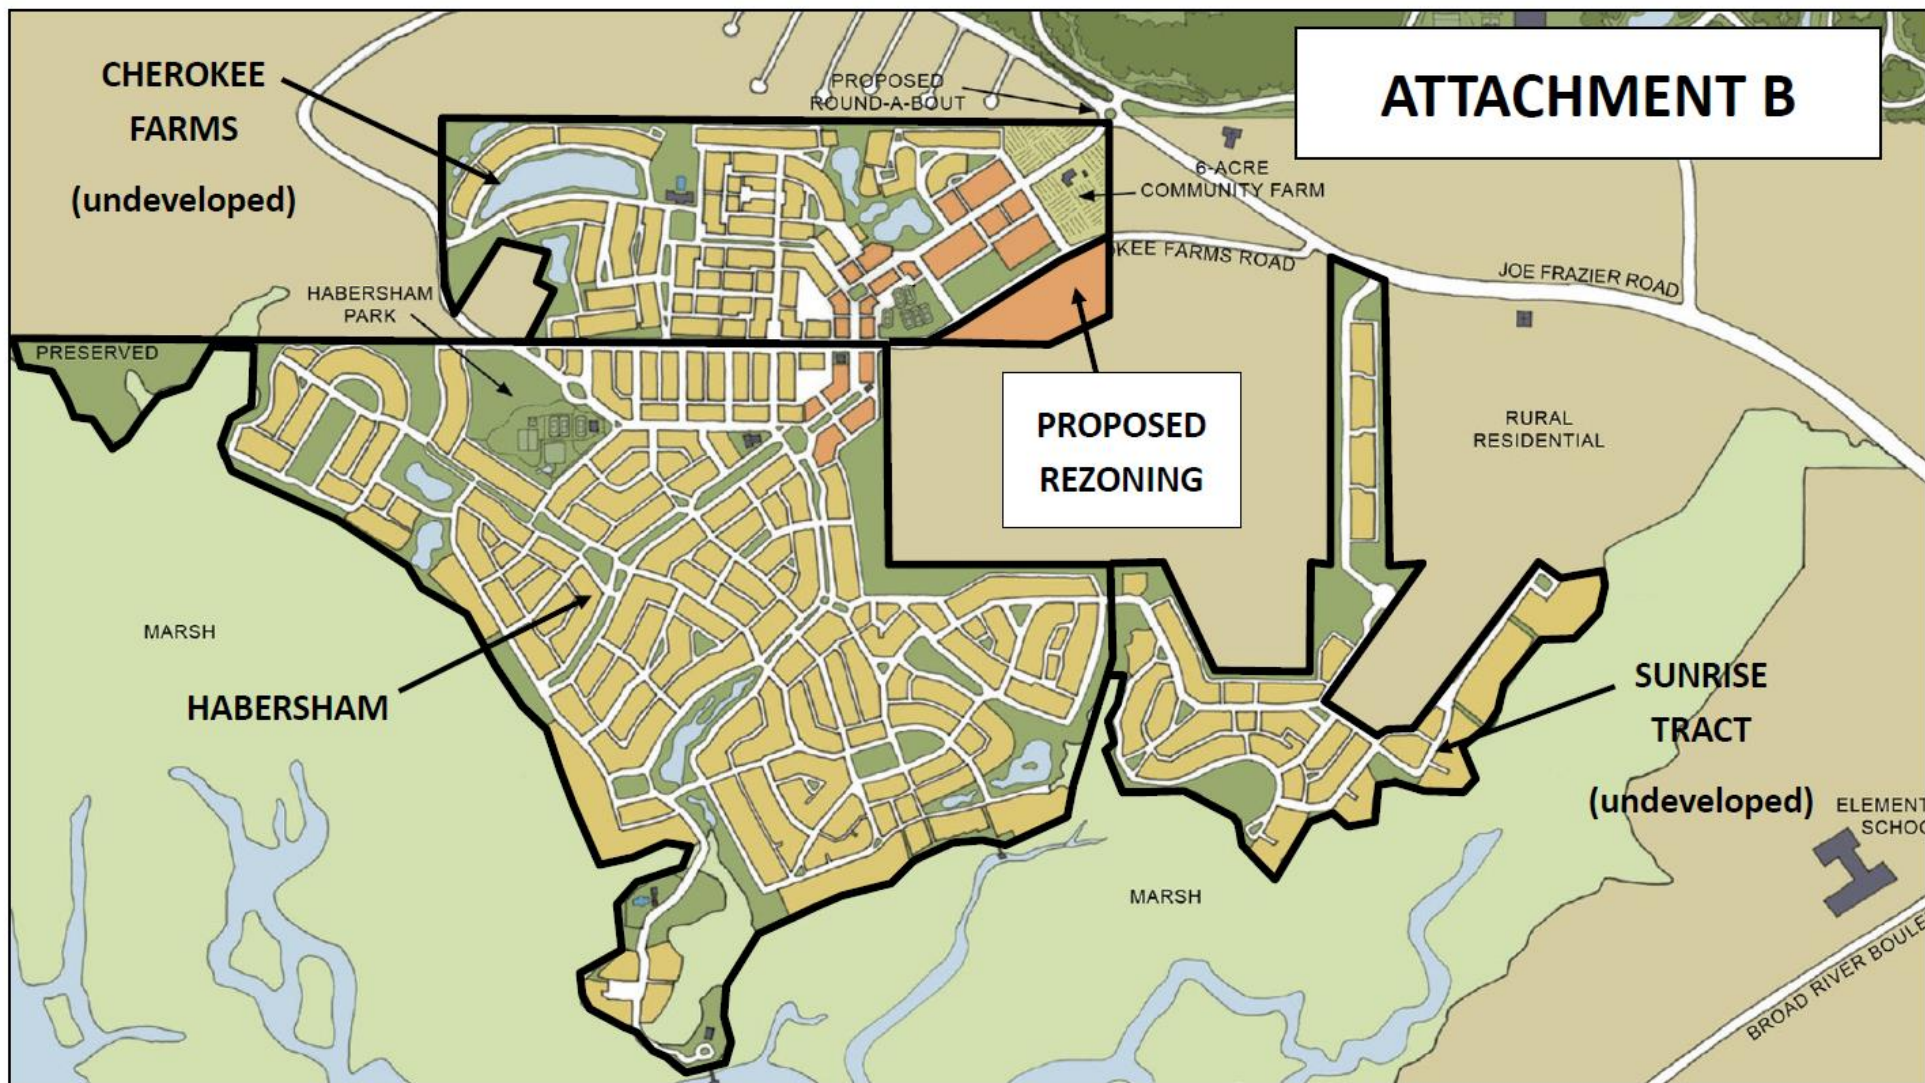 ATTACHMENT B
CHEROKEE
FARMS
(undeveloped)
PROPOSED
ROUND-A-BOUT
6-ACRE
COMMUNITY FARM
KEE FARMS ROAD
JOE FRAZIER ROAD
HABERSHAM
PARK
PRESERVED
PROPOSED
REZONING
RURAL
RESIDENTIAL
MARSH
HABERSHAM
SUNRISE
TRACT
(undeveloped)
ELEMENT
SCHOO
MARSH
BROAD RIVER BOULE